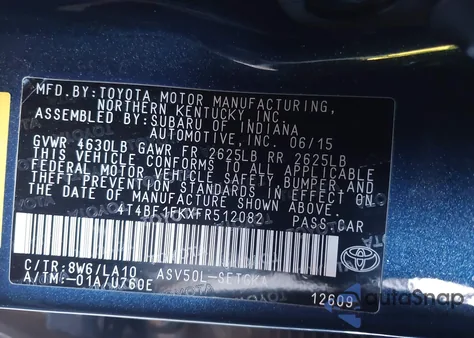 MFD.BY:TOYOTA MOTOR MANUFACTURING,
NORTHERN KENTUCKY,INC.
ASSEMBLED BY:SUBARU OF INDIANA
AUTOMOTIVE,INC. 06/15
GVWR 4630LB GAWR FR 2625LB RR 2625LB
THIS VEHICLE CONFORMS TO ALL APPLICABLE
FEDERAL MOTOR VEHICLE SAFETY, BUMPER, AND
THEFT PREVENTION STANDARDS IN EFFECT ON
THE DATE OF MANUFACTURE SHOWN ABOVE.
4T4BF1FKXFR512082 PASS.CAR
C/TR:8W6/LA10 ASV50L-
A/TM:-01A/U760E
12609
AutoSnap